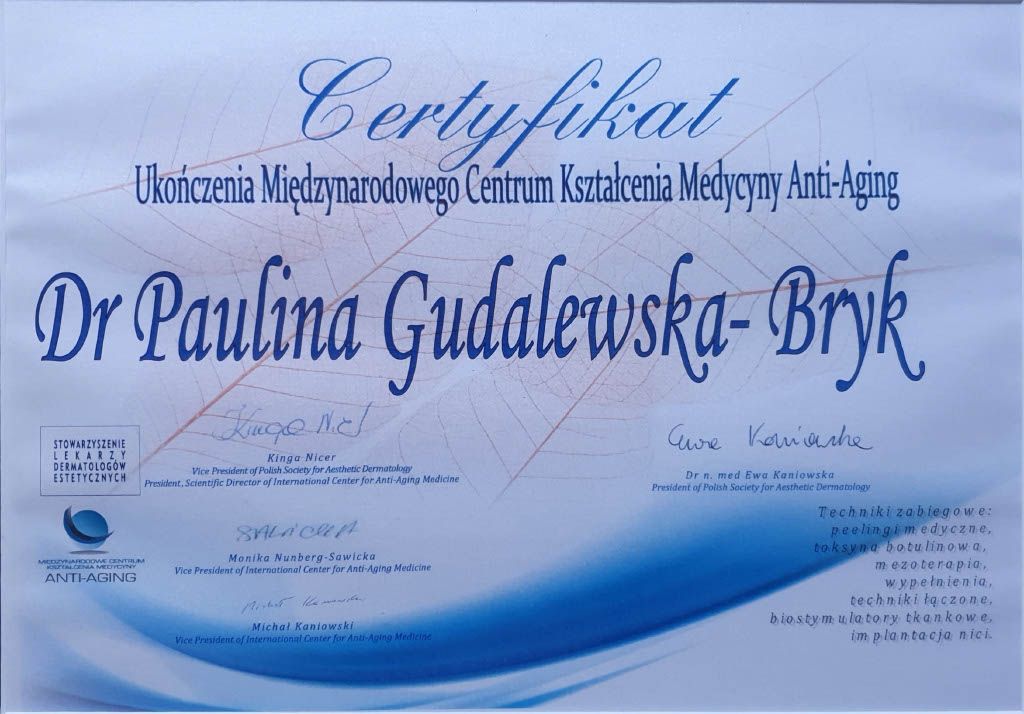 Certyfikat
Ukończenia Międzynarodowego Centrum Kształcenia Medycyny Anti-Aging
Dr Paulina Gudalewska- Bryk
STOWARZYSZENIE
LEKARZY
DERMATOLOGÓW
ESTETYCZNYCH
Kinga Nicer
Vice President of Polish Society for Aesthetic Dermatology
President, Scientific Director of International Center for Anti-Aging Medicine
Ewa Kaniowska
Dr n. med Ewa Kaniowska
President of Polish Society for Aesthetic Dermatology
MIĘDZYNARODOWE CENTRUM
KSZTAŁCENIA MEDYCYNY
ANTI-AGING
Monika Nunberg-Sawicka
Vice President of International Center for Anti-Aging Medicine
Michał Kaniowski
Vice President of International Center for Anti-Aging Medicine
Techniki zabiegowe:
peelingi medyczne,
toksyna botulinowa,
mezoterapia,
wypełnienia,
techniki łączone,
biostymulatory tkankowe,
implantacja nici.